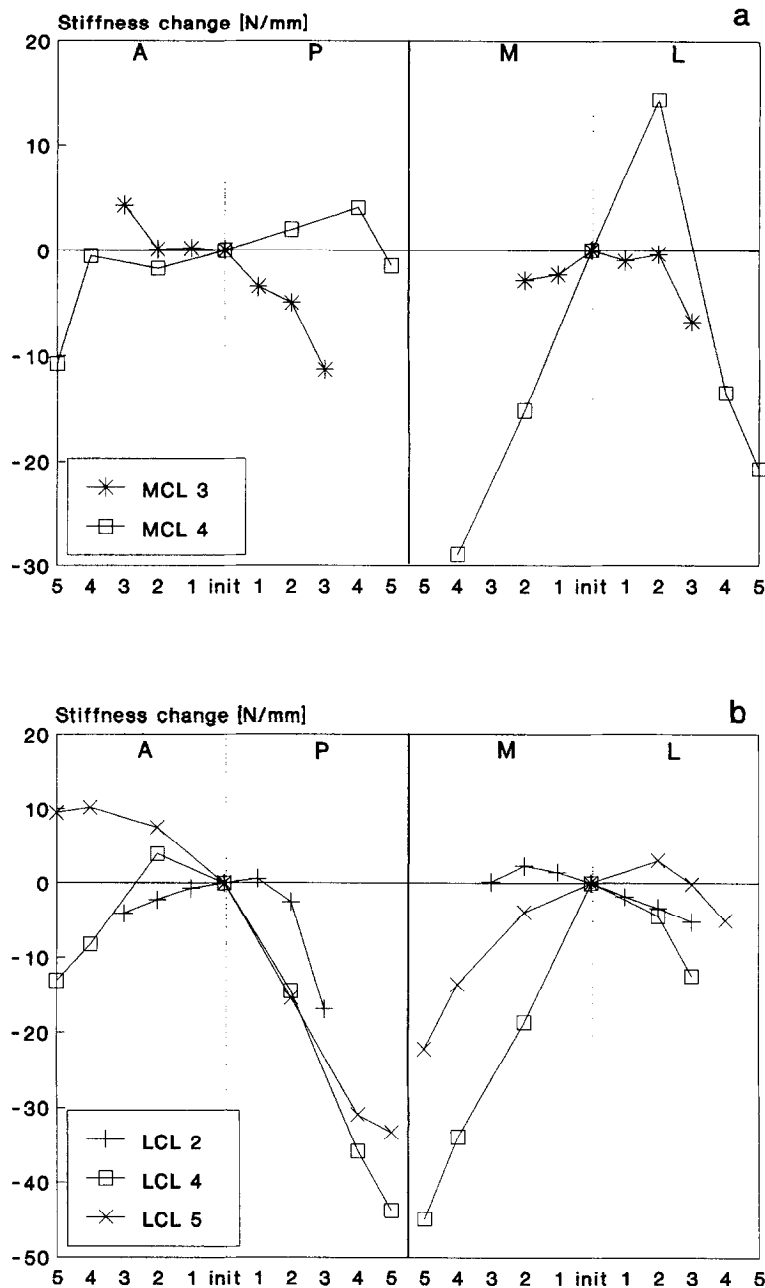 Stiffness change [N/mm]
a
A P M L
20
10
0
-10
-20
-30
MCL 3
MCL 4
5 4 3 2 1 init 1 2 3 4 5 5 4 3 2 1 init 1 2 3 4 5
Stiffness change [N/mm]
b
A P M L
20
10
0
-10
-20
-30
-40
-50
LCL 2
LCL 4
LCL 5
5 4 3 2 1 init 1 2 3 4 5 5 4 3 2 1 init 1 2 3 4 5